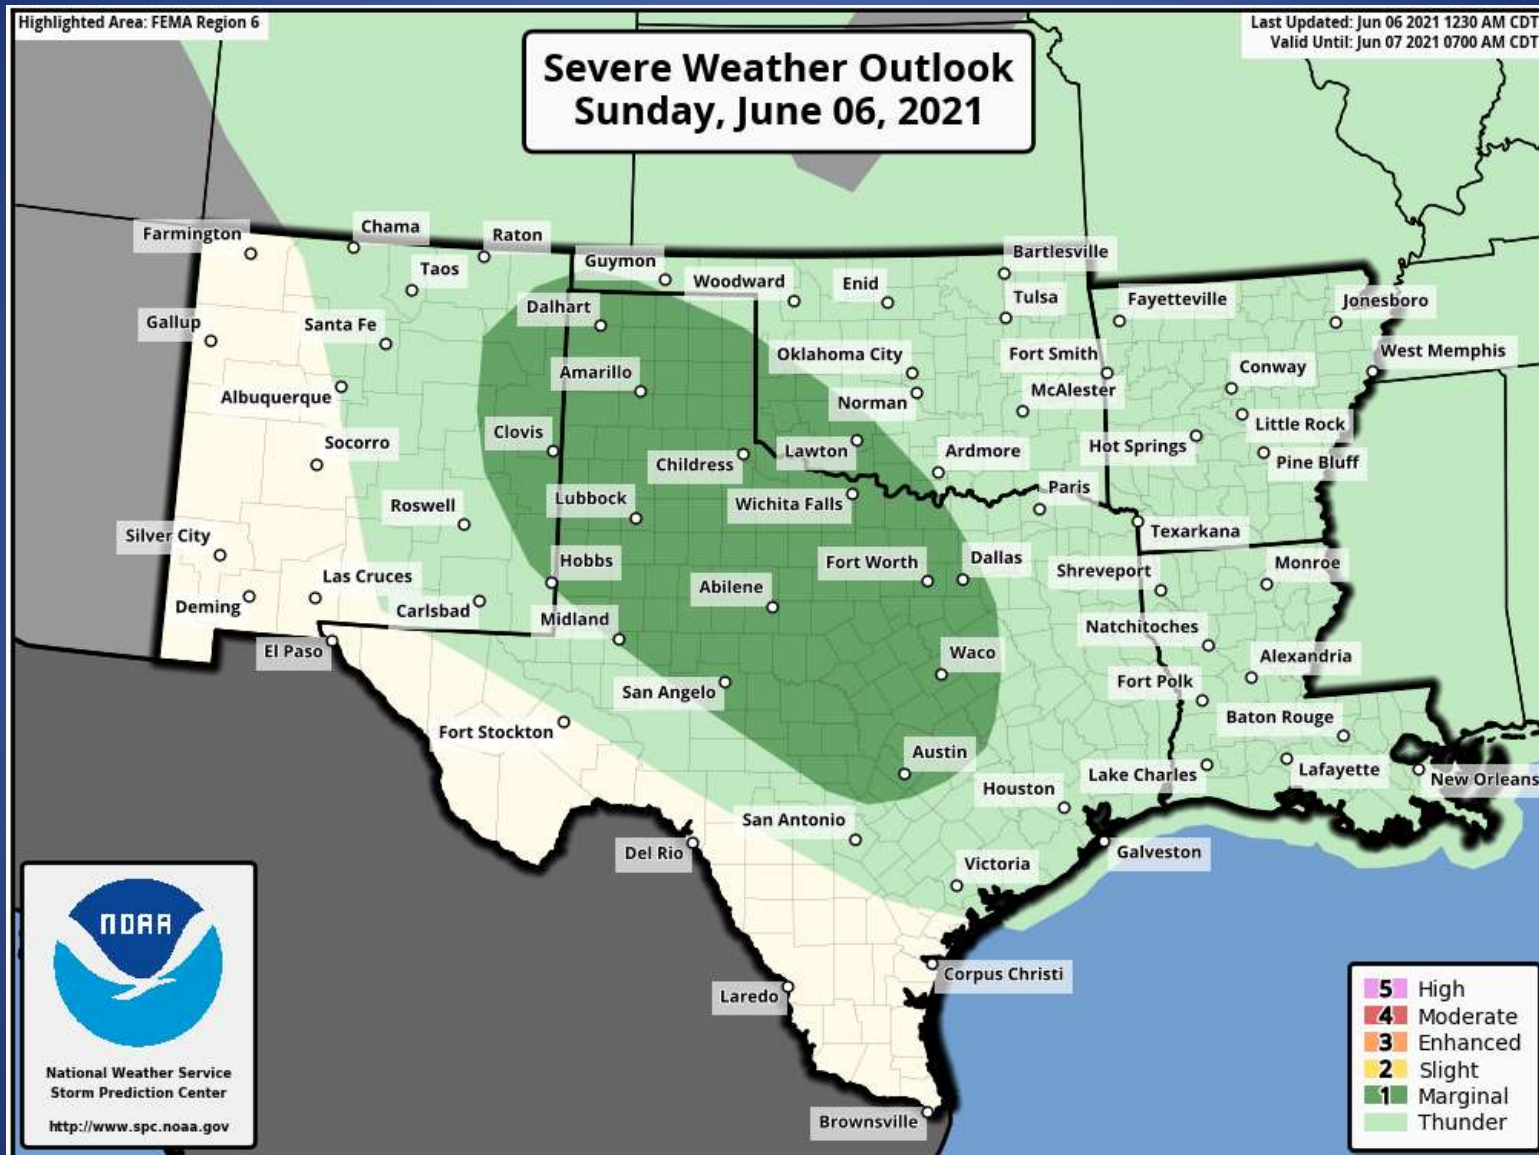 Highlighted Area: FEMA Region 6
Last Updated: Jun 06 2021 1230 AM CDT
Valid Until: Jun 07 2021 0700 AM CDT
Severe Weather Outlook
Sunday, June 06, 2021
Farmington
Chama
Raton
Taos
Guymon
Woodward
Enid
Bartlesville
Tulsa
Fayetteville
Jonesboro
Gallup
Santa Fe
Dalhart
Oklahoma City
Fort Smith
West Memphis
Albuquerque
Amarillo
Norman
McAlester
Conway
Little Rock
Socorro
Clovis
Childress
Lawton
Ardmore
Hot Springs
Pine Bluff
Roswell
Lubbock
Wichita Falls
Paris
Texarkana
Silver City
Las Cruces
Hobbs
Abilene
Fort Worth
Dallas
Shreveport
Monroe
Deming
Carlsbad
Midland
Natchitoches
El Paso
San Angelo
Waco
Fort Polk
Alexandria
Fort Stockton
Austin
Baton Rouge
Lake Charles
Lafayette
New Orleans
Houston
San Antonio
Del Rio
Victoria
Galveston
Laredo
Corpus Christi
Brownsville
NOAA
National Weather Service
Storm Prediction Center
http://www.spc.noaa.gov
5 High
4 Moderate
3 Enhanced
2 Slight
1 Marginal
Thunder